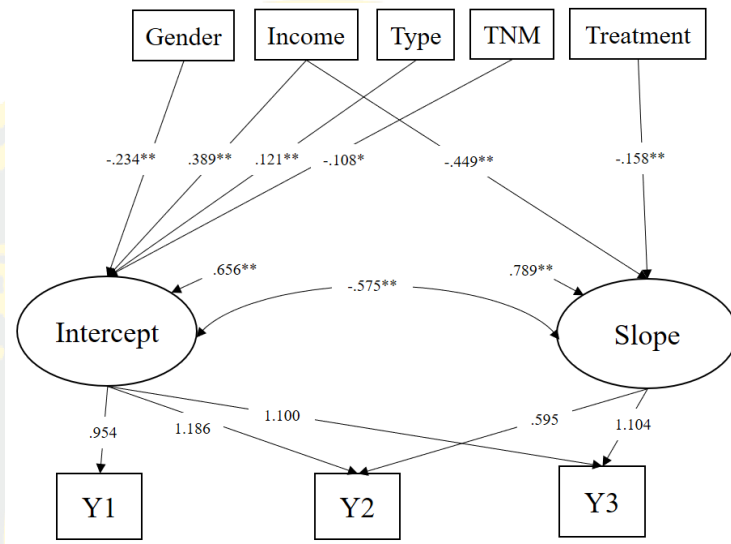 Gender Income Type TNM Treatment
-.234** .389** .121** -.108* -.449** -.158**
.656** -.575** .789**
Intercept Slope
.954 1.186 1.100 .595 1.104
Y1 Y2 Y3